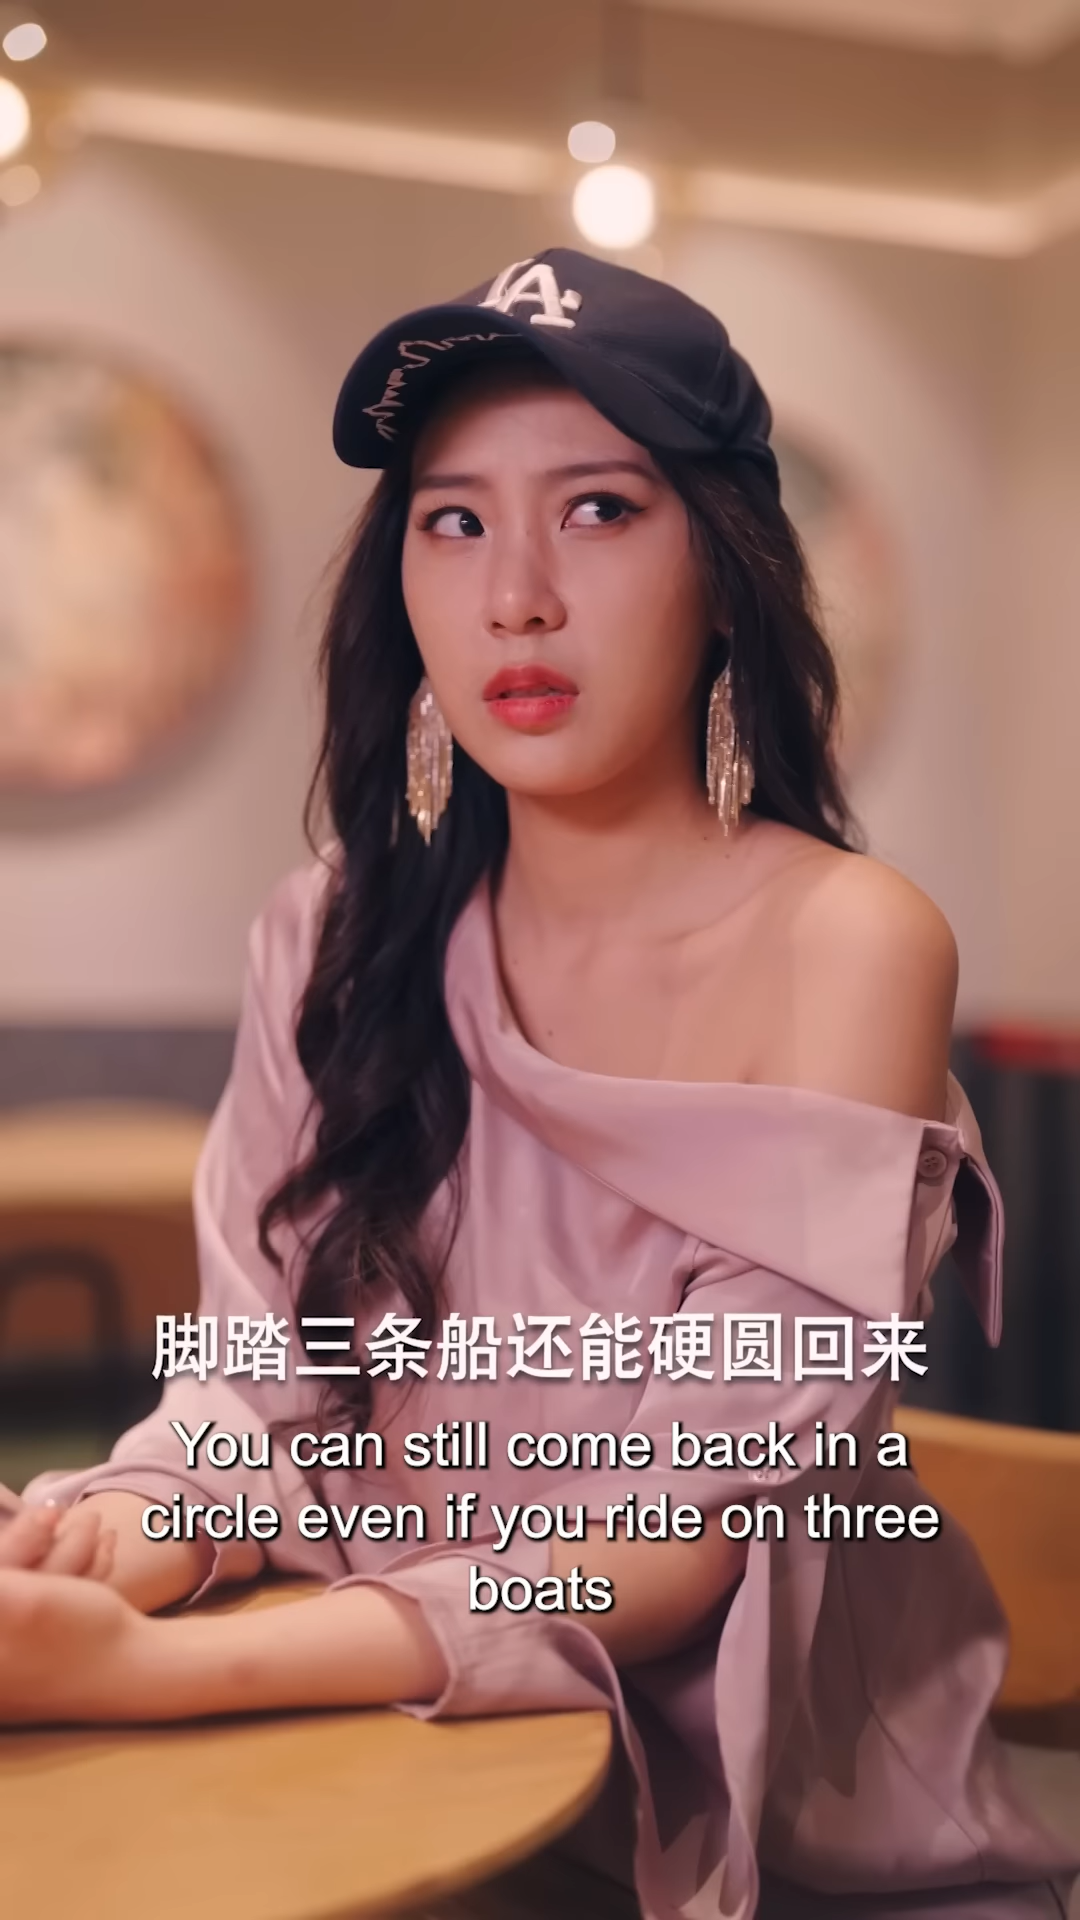 LA
脚踏三条船还能硬圆回来
You can still come back in a
circle even if you ride on three
boats